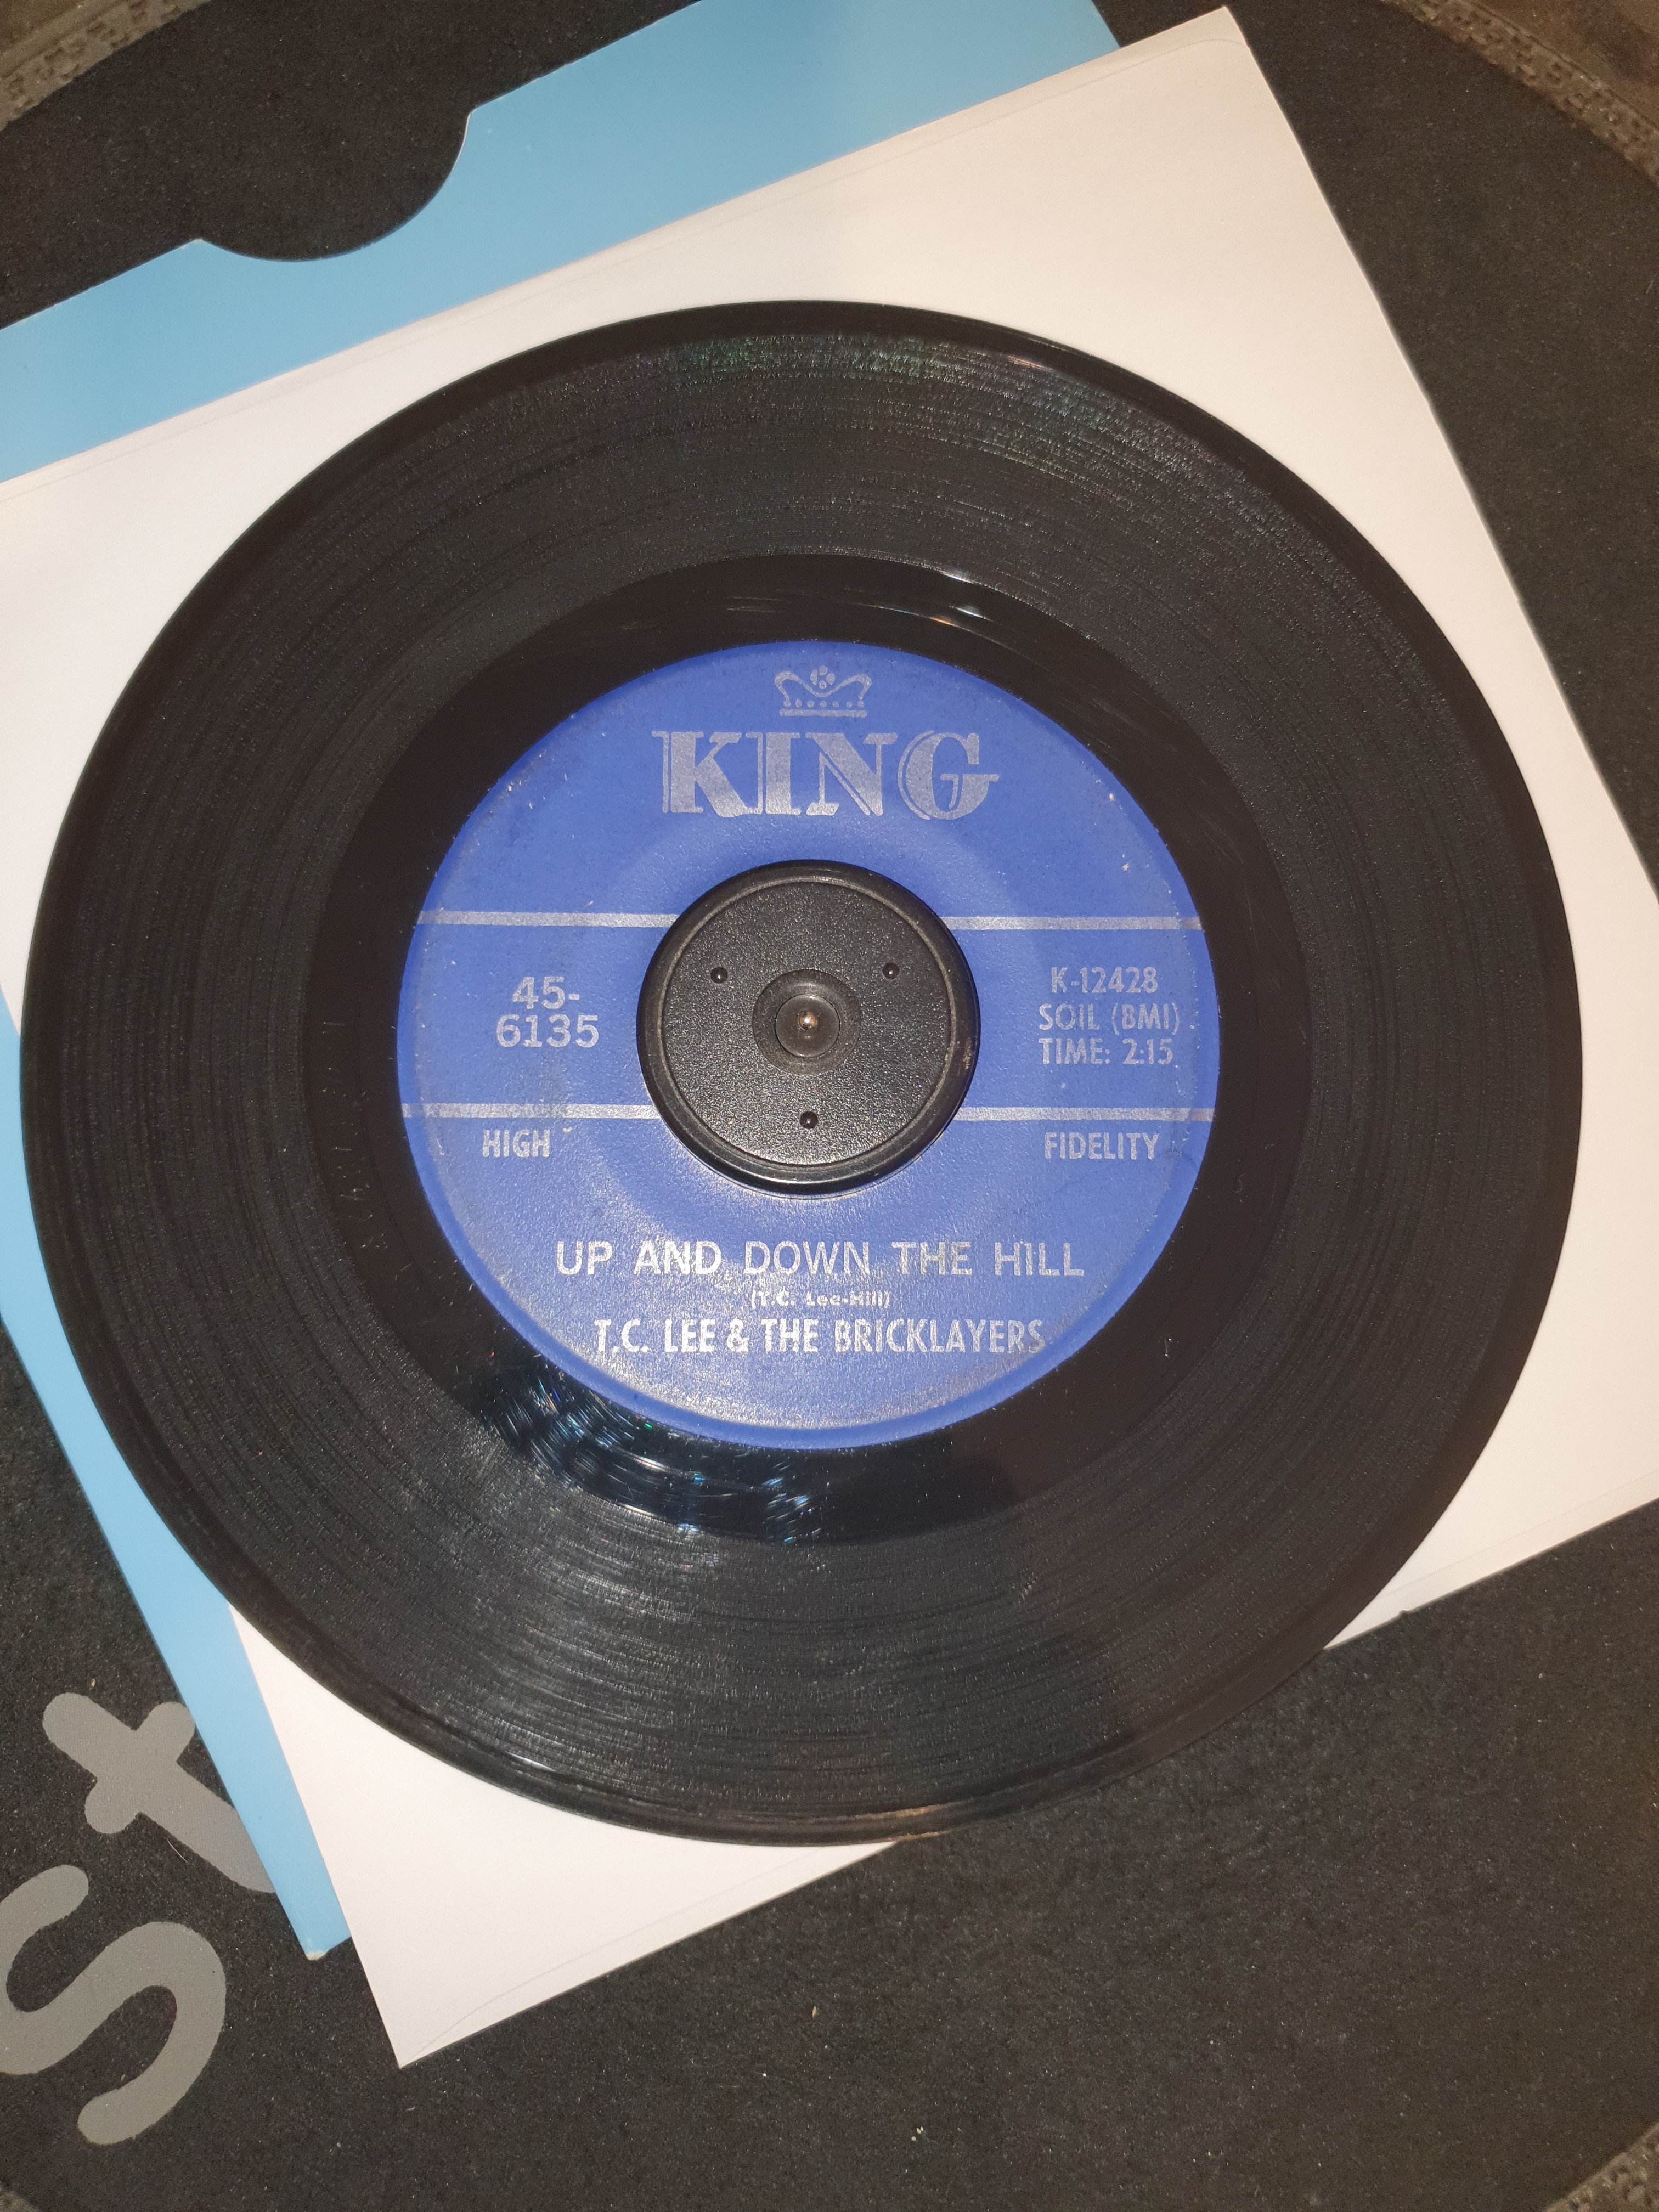 KING
45-
6135
K-12428
SOIL (BMI)
TIME: 2:15
HIGH FIDELITY
UP AND DOWN THE HILL
(T.C. Lee-Hill)
T.C. LEE & THE BRICKLAYERS
st